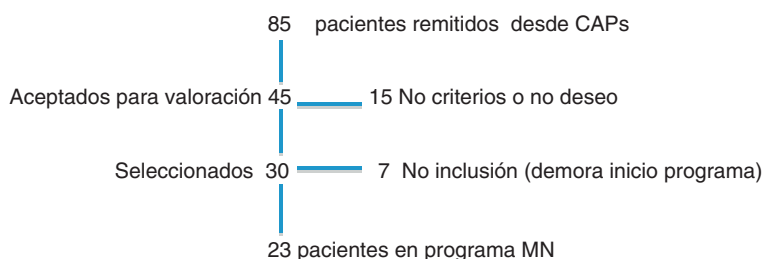 85 pacientes remitidos desde CAPs
Aceptados para valoración 45 15 No criterios o no deseo
Seleccionados 30 7 No inclusión (demora inicio programa)
23 pacientes en programa MN